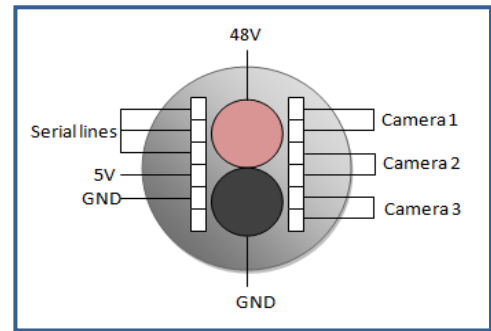 48V
Serial lines
5V
GND
Camera 1
Camera 2
Camera 3
GND